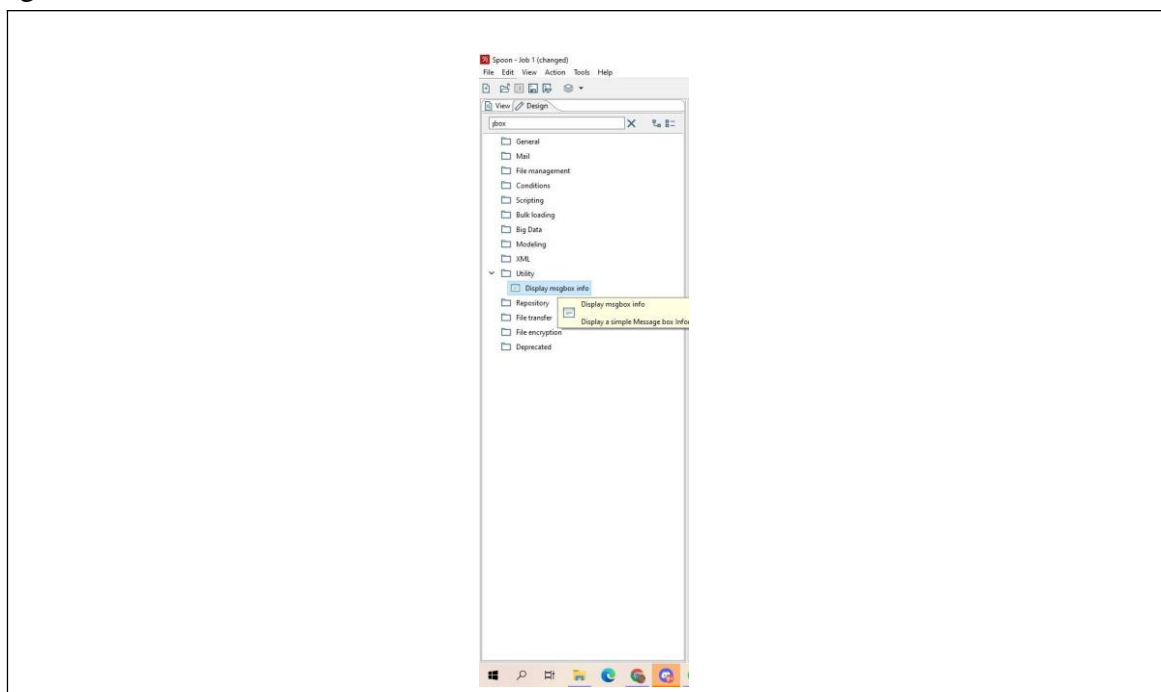 Spoon - Job 1 (changed)
File Edit View Action Tools Help
View Design
gbox
General
Mail
File management
Conditions
Scripting
Bulk loading
Big Data
Modeling
XML
Utility
Display msgbox info
Repository
Display msgbox info
File transfer
Display a simple Message box Infor
File encryption
Deprecated